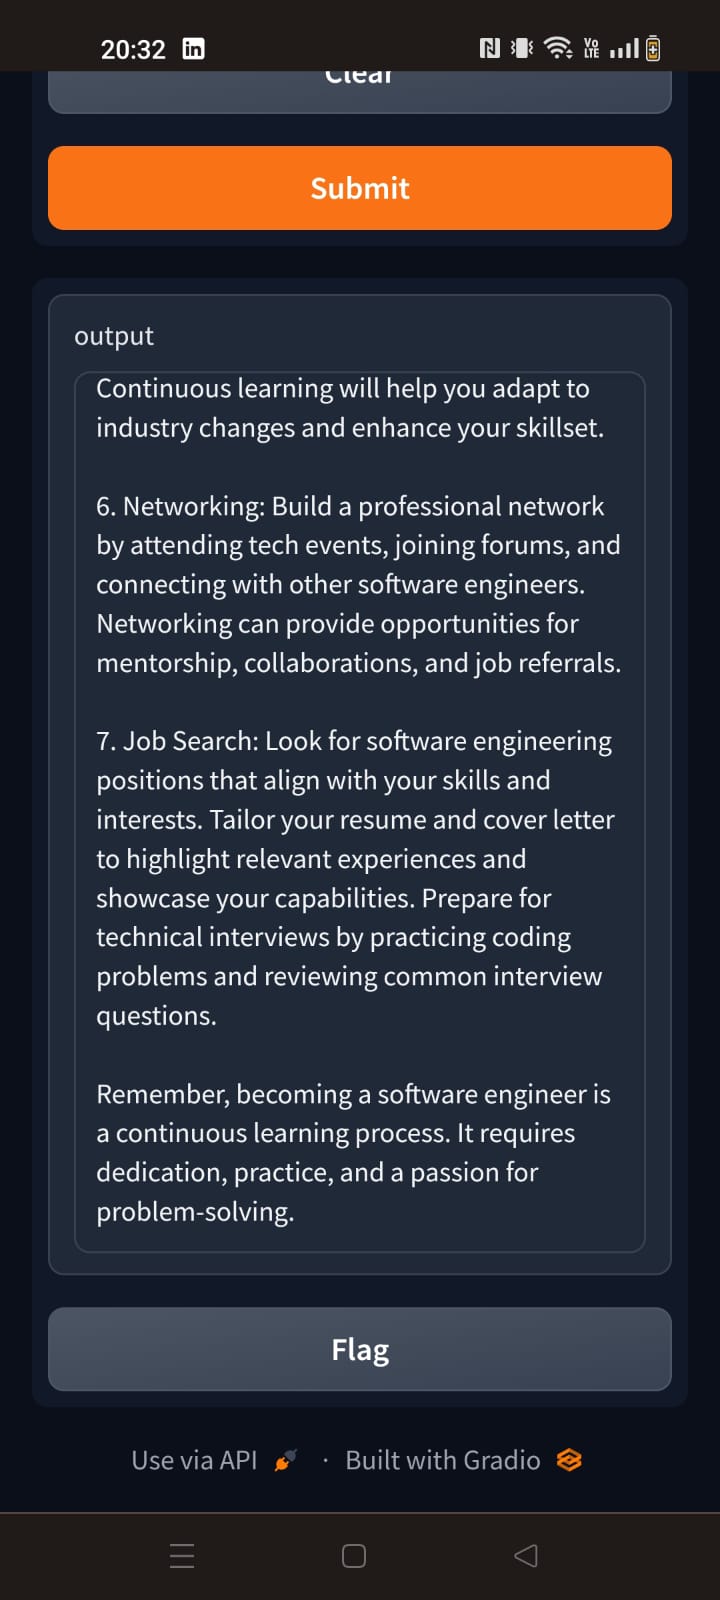 20:32
Clear
Submit
output
Continuous learning will help you adapt to
industry changes and enhance your skillset.
6. Networking: Build a professional network
by attending tech events, joining forums, and
connecting with other software engineers.
Networking can provide opportunities for
mentorship, collaborations, and job referrals.
7. Job Search: Look for software engineering
positions that align with your skills and
interests. Tailor your resume and cover letter
to highlight relevant experiences and
showcase your capabilities. Prepare for
technical interviews by practicing coding
problems and reviewing common interview
questions.
Remember, becoming a software engineer is
a continuous learning process. It requires
dedication, practice, and a passion for
problem-solving.
Flag
Use via API · Built with Gradio